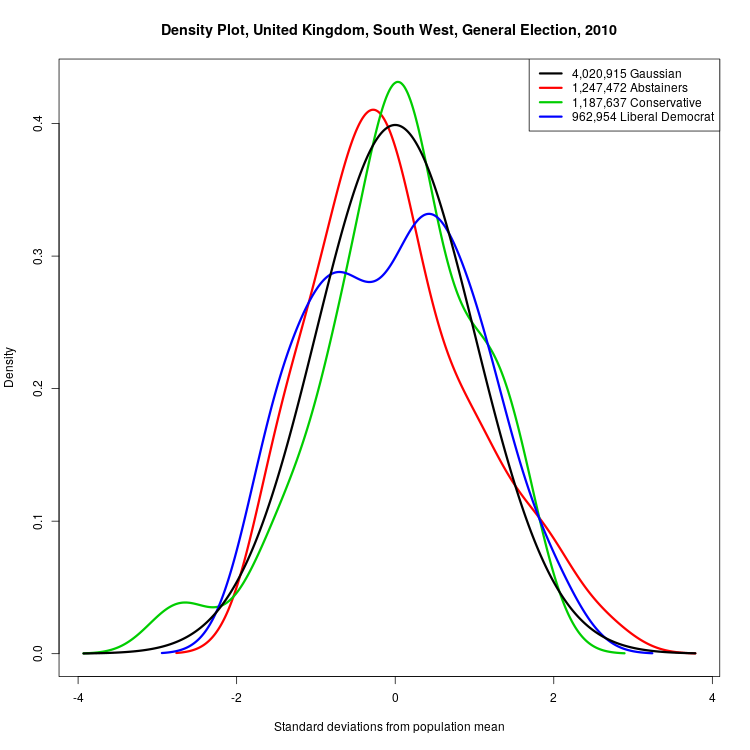 Density Plot, United Kingdom, South West, General Election, 2010
4,020,915 Gaussian
1,247,472 Abstainers
1,187,637 Conservative
962,954 Liberal Democrat
Density
0.4
0.3
0.2
0.1
0.0
-4 -2 0 2 4
Standard deviations from population mean